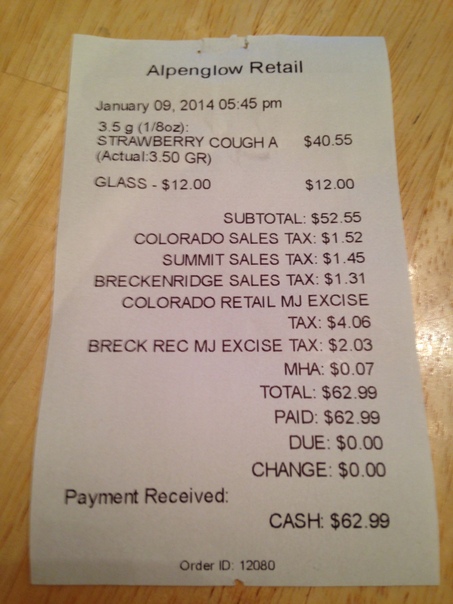 Alpenglow Retail
January 09, 2014 05:45 pm
3.5 g (1/8oz):
STRAWBERRY COUGH A $40.55
(Actual:3.50 GR)
GLASS - $12.00 $12.00
SUBTOTAL: $52.55
COLORADO SALES TAX: $1.52
SUMMIT SALES TAX: $1.45
BRECKENRIDGE SALES TAX: $1.31
COLORADO RETAIL MJ EXCISE
TAX: $4.06
BRECK REC MJ EXCISE TAX: $2.03
MHA: $0.07
TOTAL: $62.99
PAID: $62.99
DUE: $0.00
CHANGE: $0.00
Payment Received:
CASH: $62.99
Order ID: 12080